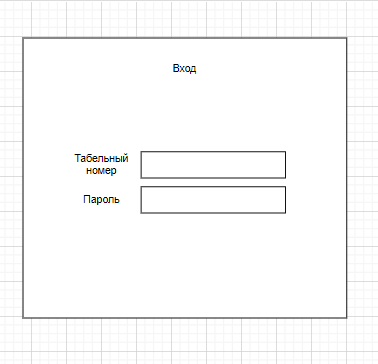 Вход
Табельный
номер
Пароль